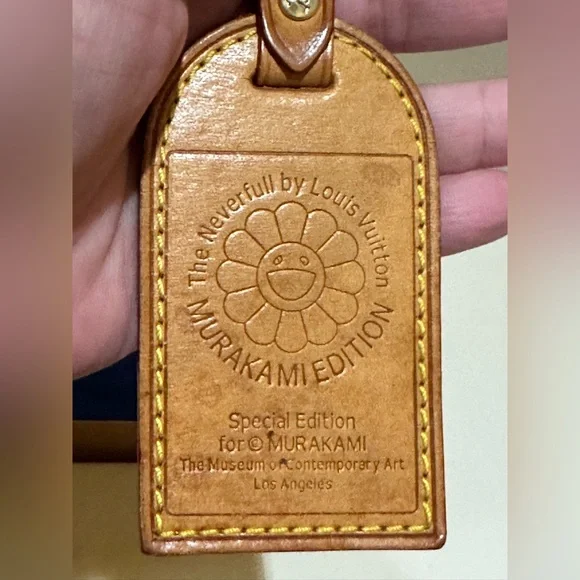 The Neverfull by Louis Vuitton
MURAKAMI EDITION
Special Edition
for © MURAKAMI
The Museum of Contemporary Art
Los Angeles